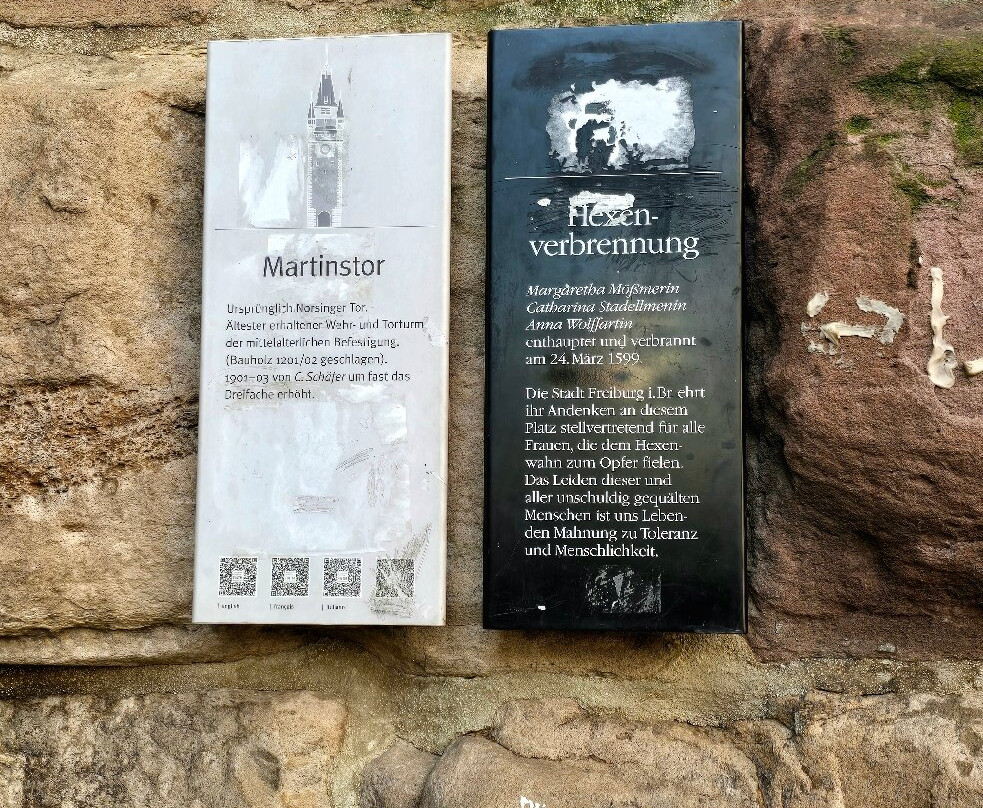 Martinstor
Ursprünglich Norsinger Tor.
Ältester erhaltener Wehr- und Torturm
der mittelalterlichen Befestigung.
(Bauholz 1201/02 geschlagen).
1901–03 von C. Schäfer um fast das
Dreifache erhöht.
english
français
italiano
Hexen-
verbrennung
Margaretha Mößmerin
Catharina Stadellmenin
Anna Wolffartin
enthauptet und verbrannt
am 24. März 1599.
Die Stadt Freiburg i. Br. ehrt
ihr Andenken an diesem
Platz stellvertretend für alle
Frauen, die dem Hexen-
wahn zum Opfer fielen.
Das Leiden dieser und
aller unschuldig gequälten
Menschen ist uns Leben-
den Mahnung zu Toleranz
und Menschlichkeit.